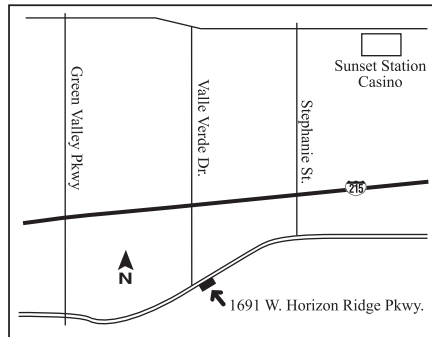 Sunset Station
Casino
Green Valley Pkwy
Valle Verde Dr.
Stephanie St.
215
N
1691 W. Horizon Ridge Pkwy.